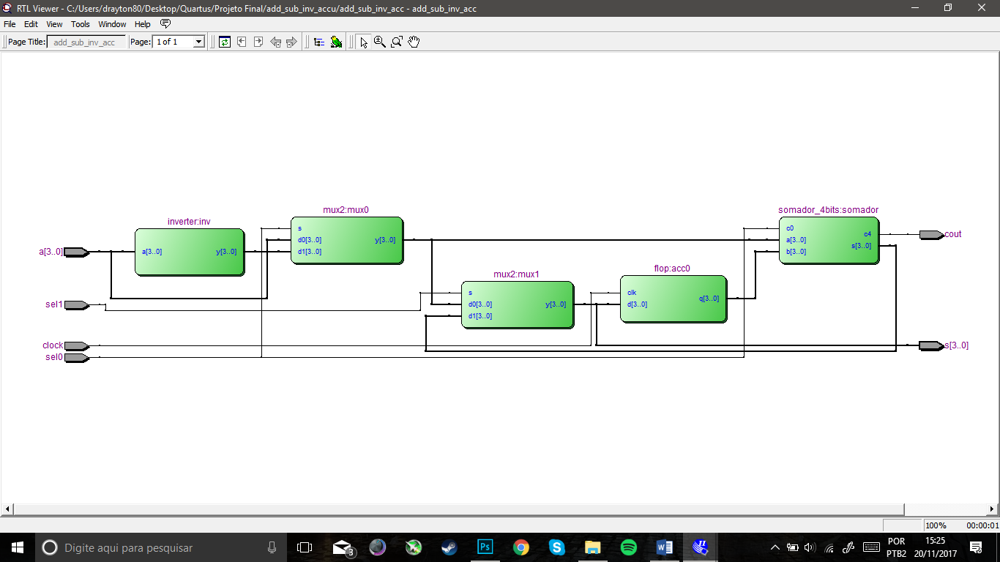 RTL Viewer - C:/Users/drayton80/Desktop/Quartus/Projeto Final/add_sub_inv_accu/add_sub_inv_acc - add_sub_inv_acc
File Edit View Tools Window Help
Page Title: add_sub_inv_acc Page: 1 of 1
mux2:mux0
somador_4bits:somador
inverter:inv
s
c0
d0[3..0]
y[3..0]
a[3..0]
c4
cout
a[3..0]
a[3..0]
y[3..0]
d1[3..0]
b[3..0]
s[3..0]
mux2:mux1
flop:acc0
s
clk
sel1
d0[3..0]
y[3..0]
d[3..0]
q[3..0]
d1[3..0]
clock
s[3..0]
sel0
100% 00:00:01
Digite aqui para pesquisar
3
Ps
POR
PTB2
15:25
20/11/2017